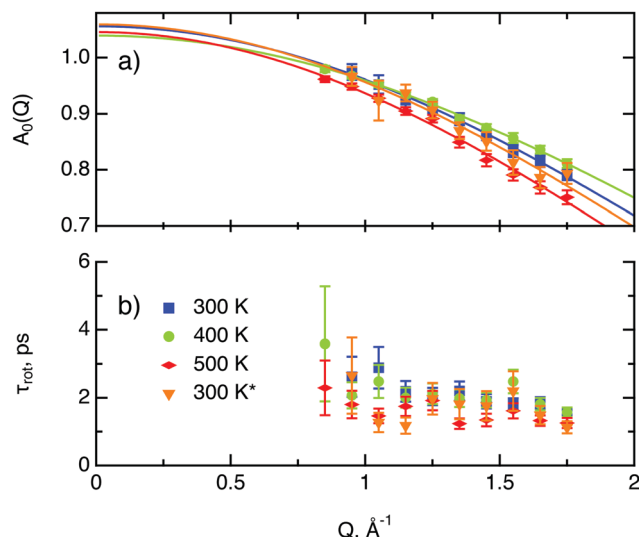 a)
A₀(Q)
1.0
0.9
0.8
0.7
b)
τrot, ps
6
4
2
0
300 K
400 K
500 K
300 K*
0
0.5
1
1.5
2
Q, Å⁻¹